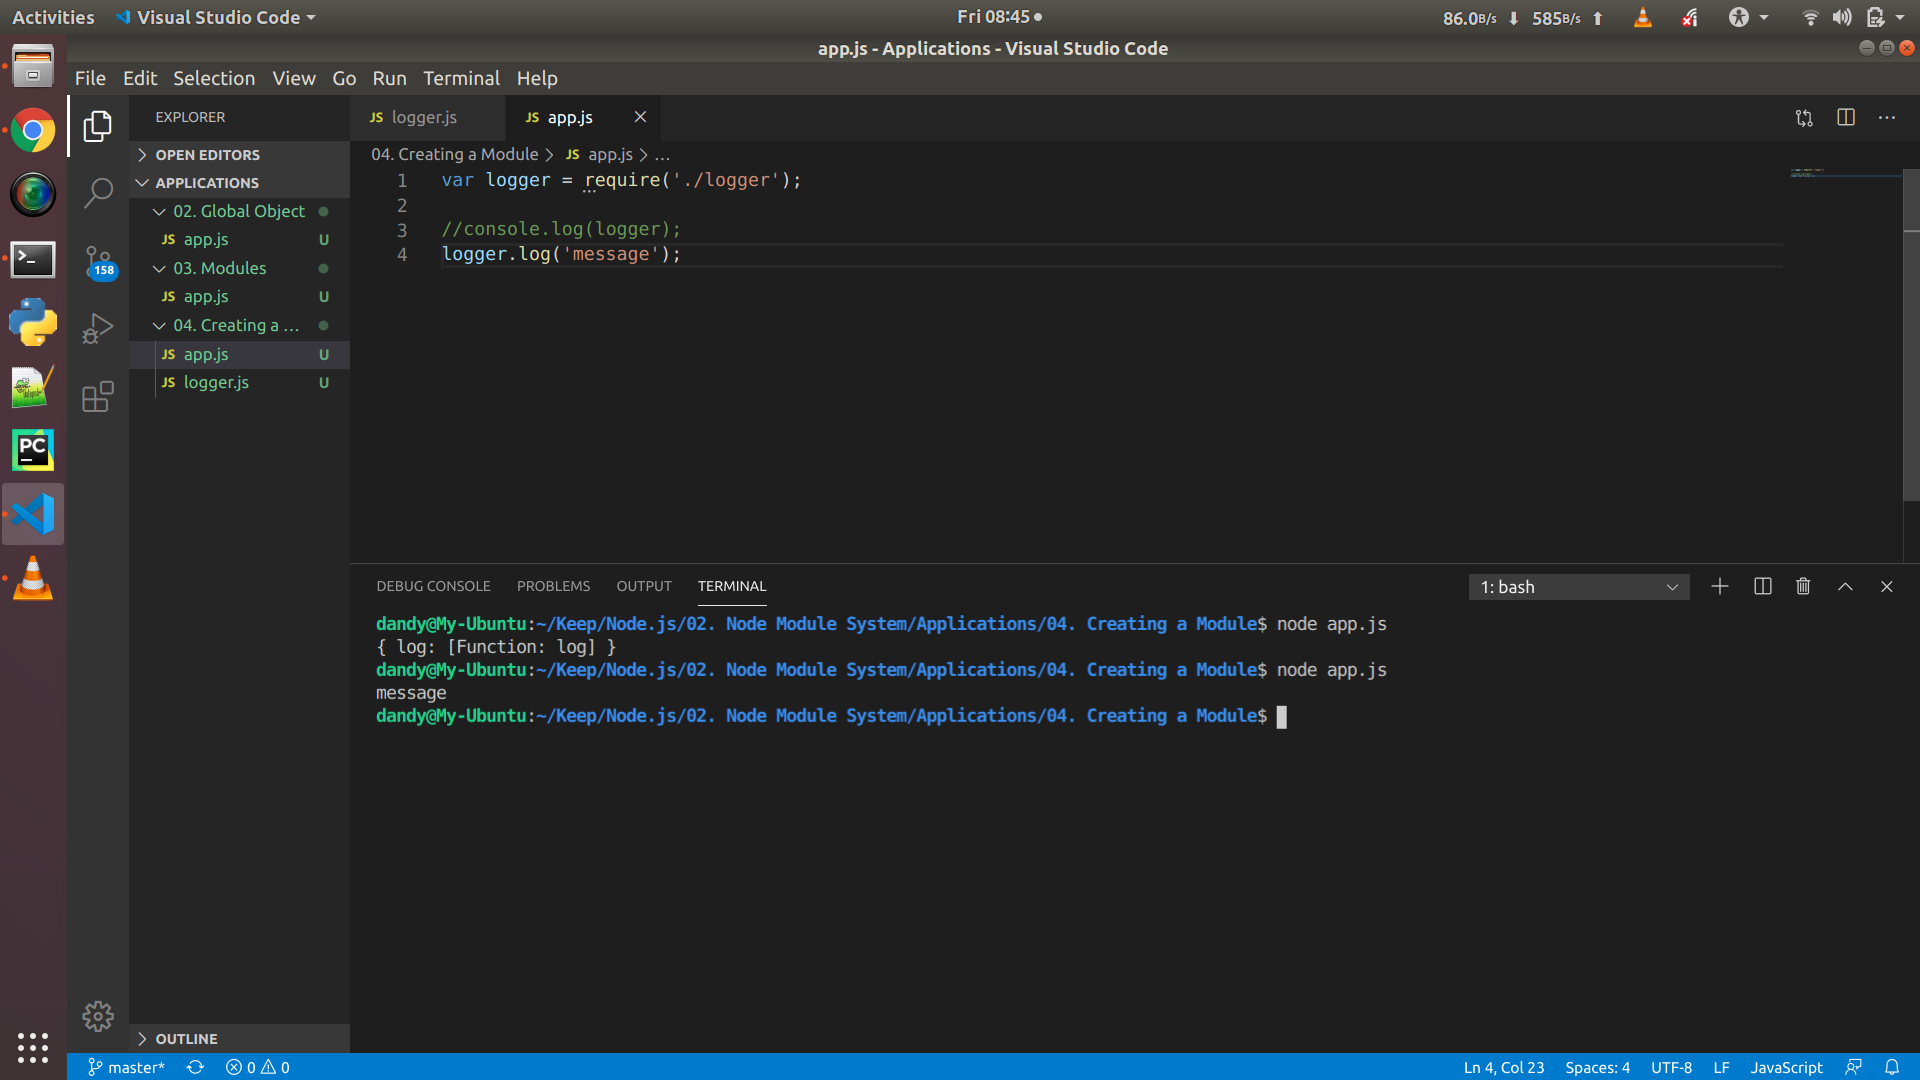 Activities Visual Studio Code Fri 08:45 86.0B/s 585B/s
app.js - Applications - Visual Studio Code
File Edit Selection View Go Run Terminal Help
EXPLORER
OPEN EDITORS
APPLICATIONS
02. Global Object
JS app.js U
03. Modules
JS app.js U
04. Creating a ...
JS app.js U
JS logger.js U
158
OUTLINE
JS logger.js JS app.js
04. Creating a Module > JS app.js > ...
1 var logger = require('./logger');
2
3 //console.log(logger);
4 logger.log('message');
DEBUG CONSOLE PROBLEMS OUTPUT TERMINAL 1: bash
dandy@My-Ubuntu:~/Keep/Node.js/02. Node Module System/Applications/04. Creating a Module$ node app.js
{ log: [Function: log] }
dandy@My-Ubuntu:~/Keep/Node.js/02. Node Module System/Applications/04. Creating a Module$ node app.js
message
dandy@My-Ubuntu:~/Keep/Node.js/02. Node Module System/Applications/04. Creating a Module$
PC
master* 0 0 Ln 4, Col 23 Spaces: 4 UTF-8 LF JavaScript